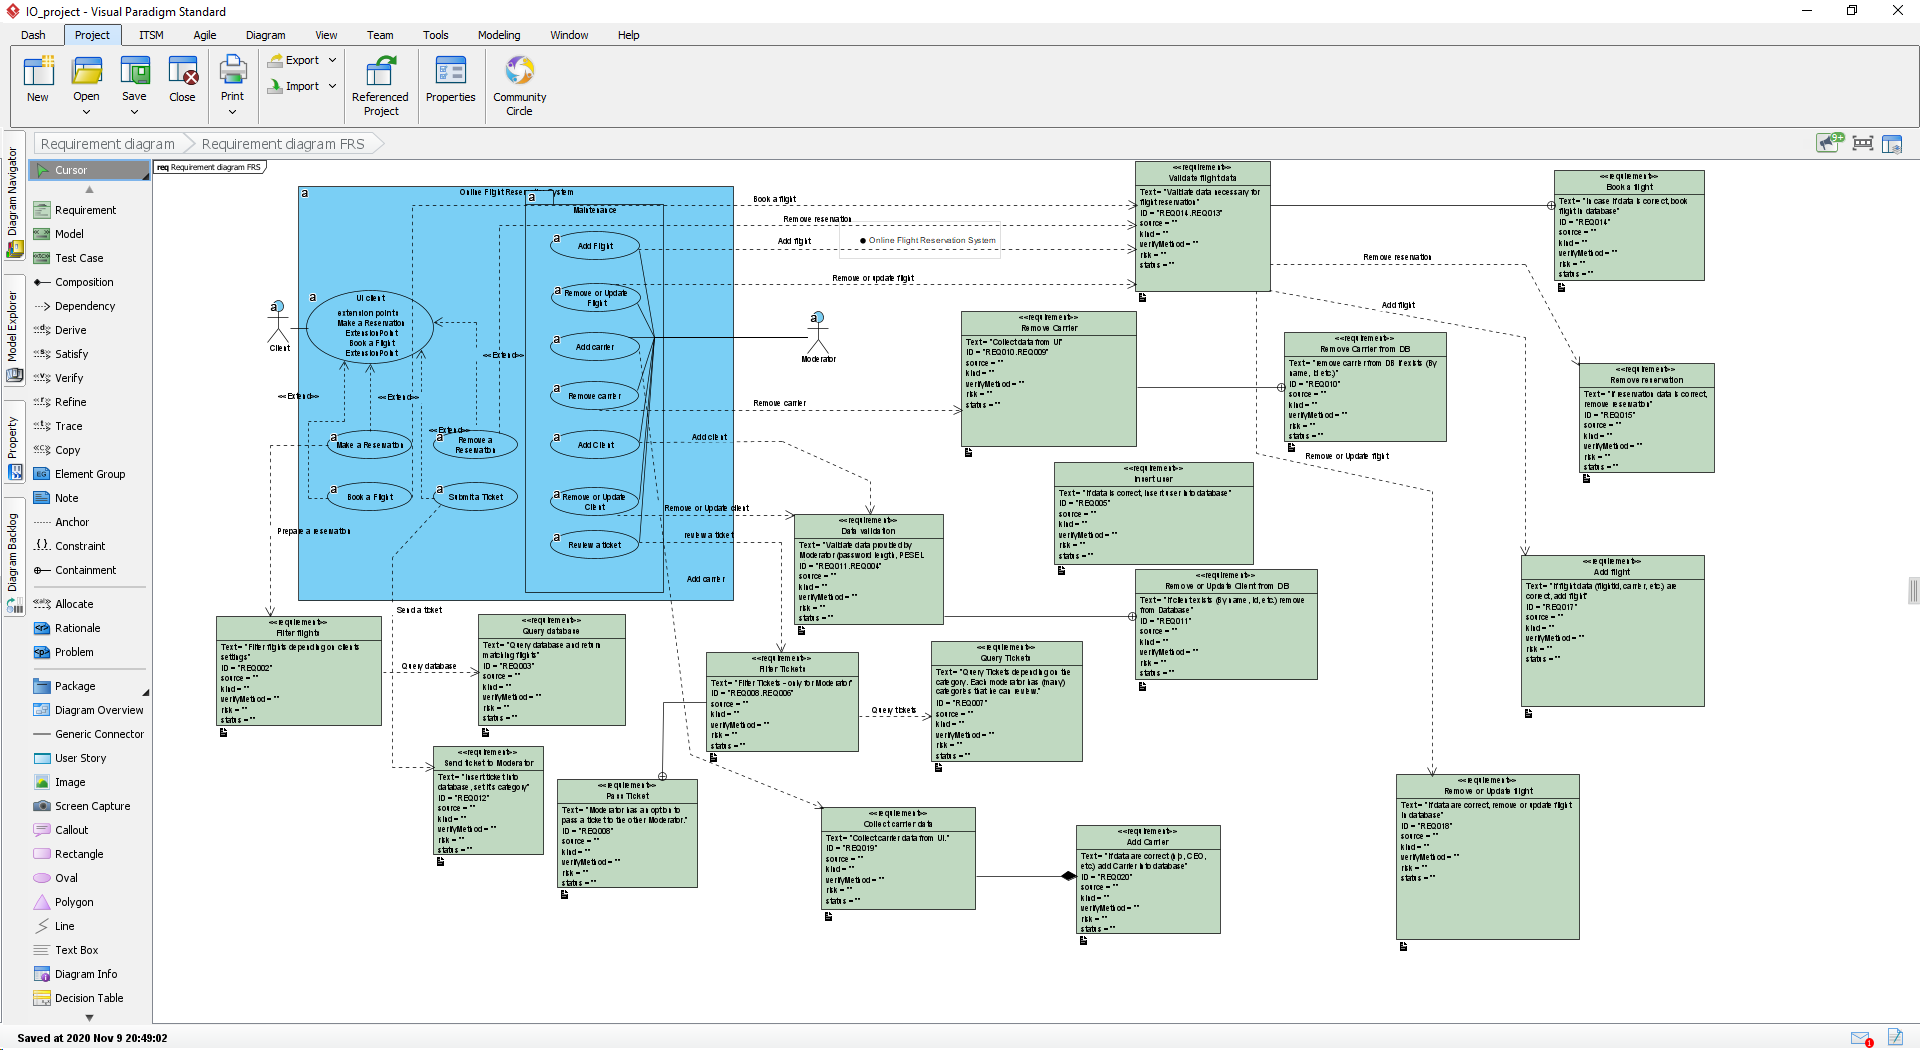 IO_project - Visual Paradigm Standard
Dash Project ITSM Agile Diagram View Team Tools Modeling Window Help
New Open Save Close Print Export Import Referenced Project Properties Community Circle
Requirement diagram Requirement diagram FRS
9+
Diagram Navigator
Model Explorer
Property
Diagram Backlog
Cursor
Requirement
Model
Test Case
Composition
Dependency
Derive
Satisfy
Verify
Refine
Trace
Copy
Element Group
Note
Anchor
Constraint
Containment
Allocate
Rationale
Problem
Package
Diagram Overview
Generic Connector
User Story
Image
Screen Capture
Callout
Rectangle
Oval
Polygon
Line
Text Box
Diagram Info
Decision Table
req Requirement diagram FRS
Maintenance
Add Flight
Remove or Update
Flight
Add carrier
Remove carrier
Add Client
Remove or Update
Client
Review a ticket
UI client
extension points
Make a Reservation
ExtensionPoint
Book a Flight
ExtensionPoint
Client
Moderator
<<Extend>>
<<Extend>>
<<Extend>>
<<Extend>>
Make a Reservation
Remove a
Reservation
Book a Flight
Submit a Ticket
Book a flight
Remove reservation
Add flight
Online Flight Reservation System
Remove or update flight
Remove carrier
Add client
Remove or Update client
review a ticket
Add carrier
Prepare a reservation
Send a ticket
Query database
Query tickets
Remove reservation
Add flight
Remove or Update flight
<<requirement>>
Validate flight data
Text = "Validate data necessary for
flight reservation"
ID = "REQ014.REQ013"
source = ""
kind = ""
verifyMethod = ""
risk = ""
status = ""
<<requirement>>
Book a flight
Text = "In case if data is correct, book
flight in database"
ID = "REQ014"
source = ""
kind = ""
verifyMethod = ""
risk = ""
status = ""
<<requirement>>
Remove Carrier
Text = "Collect data from UI"
ID = "REQ010.REQ009"
source = ""
kind = ""
verifyMethod = ""
risk = ""
status = ""
<<requirement>>
Remove Carrier from DB
Text = "remove carrier from DB if exists (By
name, id etc.)"
ID = "REQ010"
source = ""
kind = ""
verifyMethod = ""
risk = ""
status = ""
<<requirement>>
Remove reservation
Text = "If reservation data is correct,
remove reservation"
ID = "REQ015"
source = ""
kind = ""
verifyMethod = ""
risk = ""
status = ""
<<requirement>>
Insert user
Text = "If data is correct, insert user into database"
ID = "REQ005"
source = ""
kind = ""
verifyMethod = ""
risk = ""
status = ""
<<requirement>>
Data validation
Text = "Validate data provided by
Moderator (password length, PESEL
ID = "REQ011.REQ004"
source = ""
kind = ""
verifyMethod = ""
risk = ""
status = ""
<<requirement>>
Remove or Update Client from DB
Text = "If client exists (By name, id, etc.) remove
from Database"
ID = "REQ011"
source = ""
kind = ""
verifyMethod = ""
risk = ""
status = ""
<<requirement>>
Add flight
Text = "If flight data (flightId, carrier, etc.) are
correct, add flight"
ID = "REQ017"
source = ""
kind = ""
verifyMethod = ""
risk = ""
status = ""
<<requirement>>
Filter flights
Text = "Filter flights depending on clients
settings"
ID = "REQ002"
source = ""
kind = ""
verifyMethod = ""
risk = ""
status = ""
<<requirement>>
Query database
Text = "Query database and return
matching flights"
ID = "REQ003"
source = ""
kind = ""
verifyMethod = ""
risk = ""
status = ""
<<requirement>>
Filter Tickets
Text = "Filter Tickets - only for Moderator"
ID = "REQ008.REQ006"
source = ""
kind = ""
verifyMethod = ""
risk = ""
status = ""
<<requirement>>
Query Tickets
Text = "Query Tickets depending on the
category. Each moderator has (many)
categories that he can review."
ID = "REQ007"
source = ""
kind = ""
verifyMethod = ""
risk = ""
status = ""
<<requirement>>
Send ticket to Moderator
Text = "Insert ticket into
database, set it's category"
ID = "REQ012"
source = ""
kind = ""
verifyMethod = ""
risk = ""
status = ""
<<requirement>>
Pass Ticket
Text = "Moderator has an option to
pass a ticket to the other Moderator."
ID = "REQ008"
source = ""
kind = ""
verifyMethod = ""
risk = ""
status = ""
<<requirement>>
Collect carrier data
Text = "Collect carrier data from UI."
ID = "REQ019"
source = ""
kind = ""
verifyMethod = ""
risk = ""
status = ""
<<requirement>>
Add Carrier
Text = "If data are correct (nip, CEO,
etc.) add Carrier into database"
ID = "REQ020"
source = ""
kind = ""
verifyMethod = ""
risk = ""
status = ""
<<requirement>>
Remove or Update flight
Text = "If data are correct, remove or update flight
in database"
ID = "REQ018"
source = ""
kind = ""
verifyMethod = ""
risk = ""
status = ""
Saved at 2020 Nov 9 20:49:02